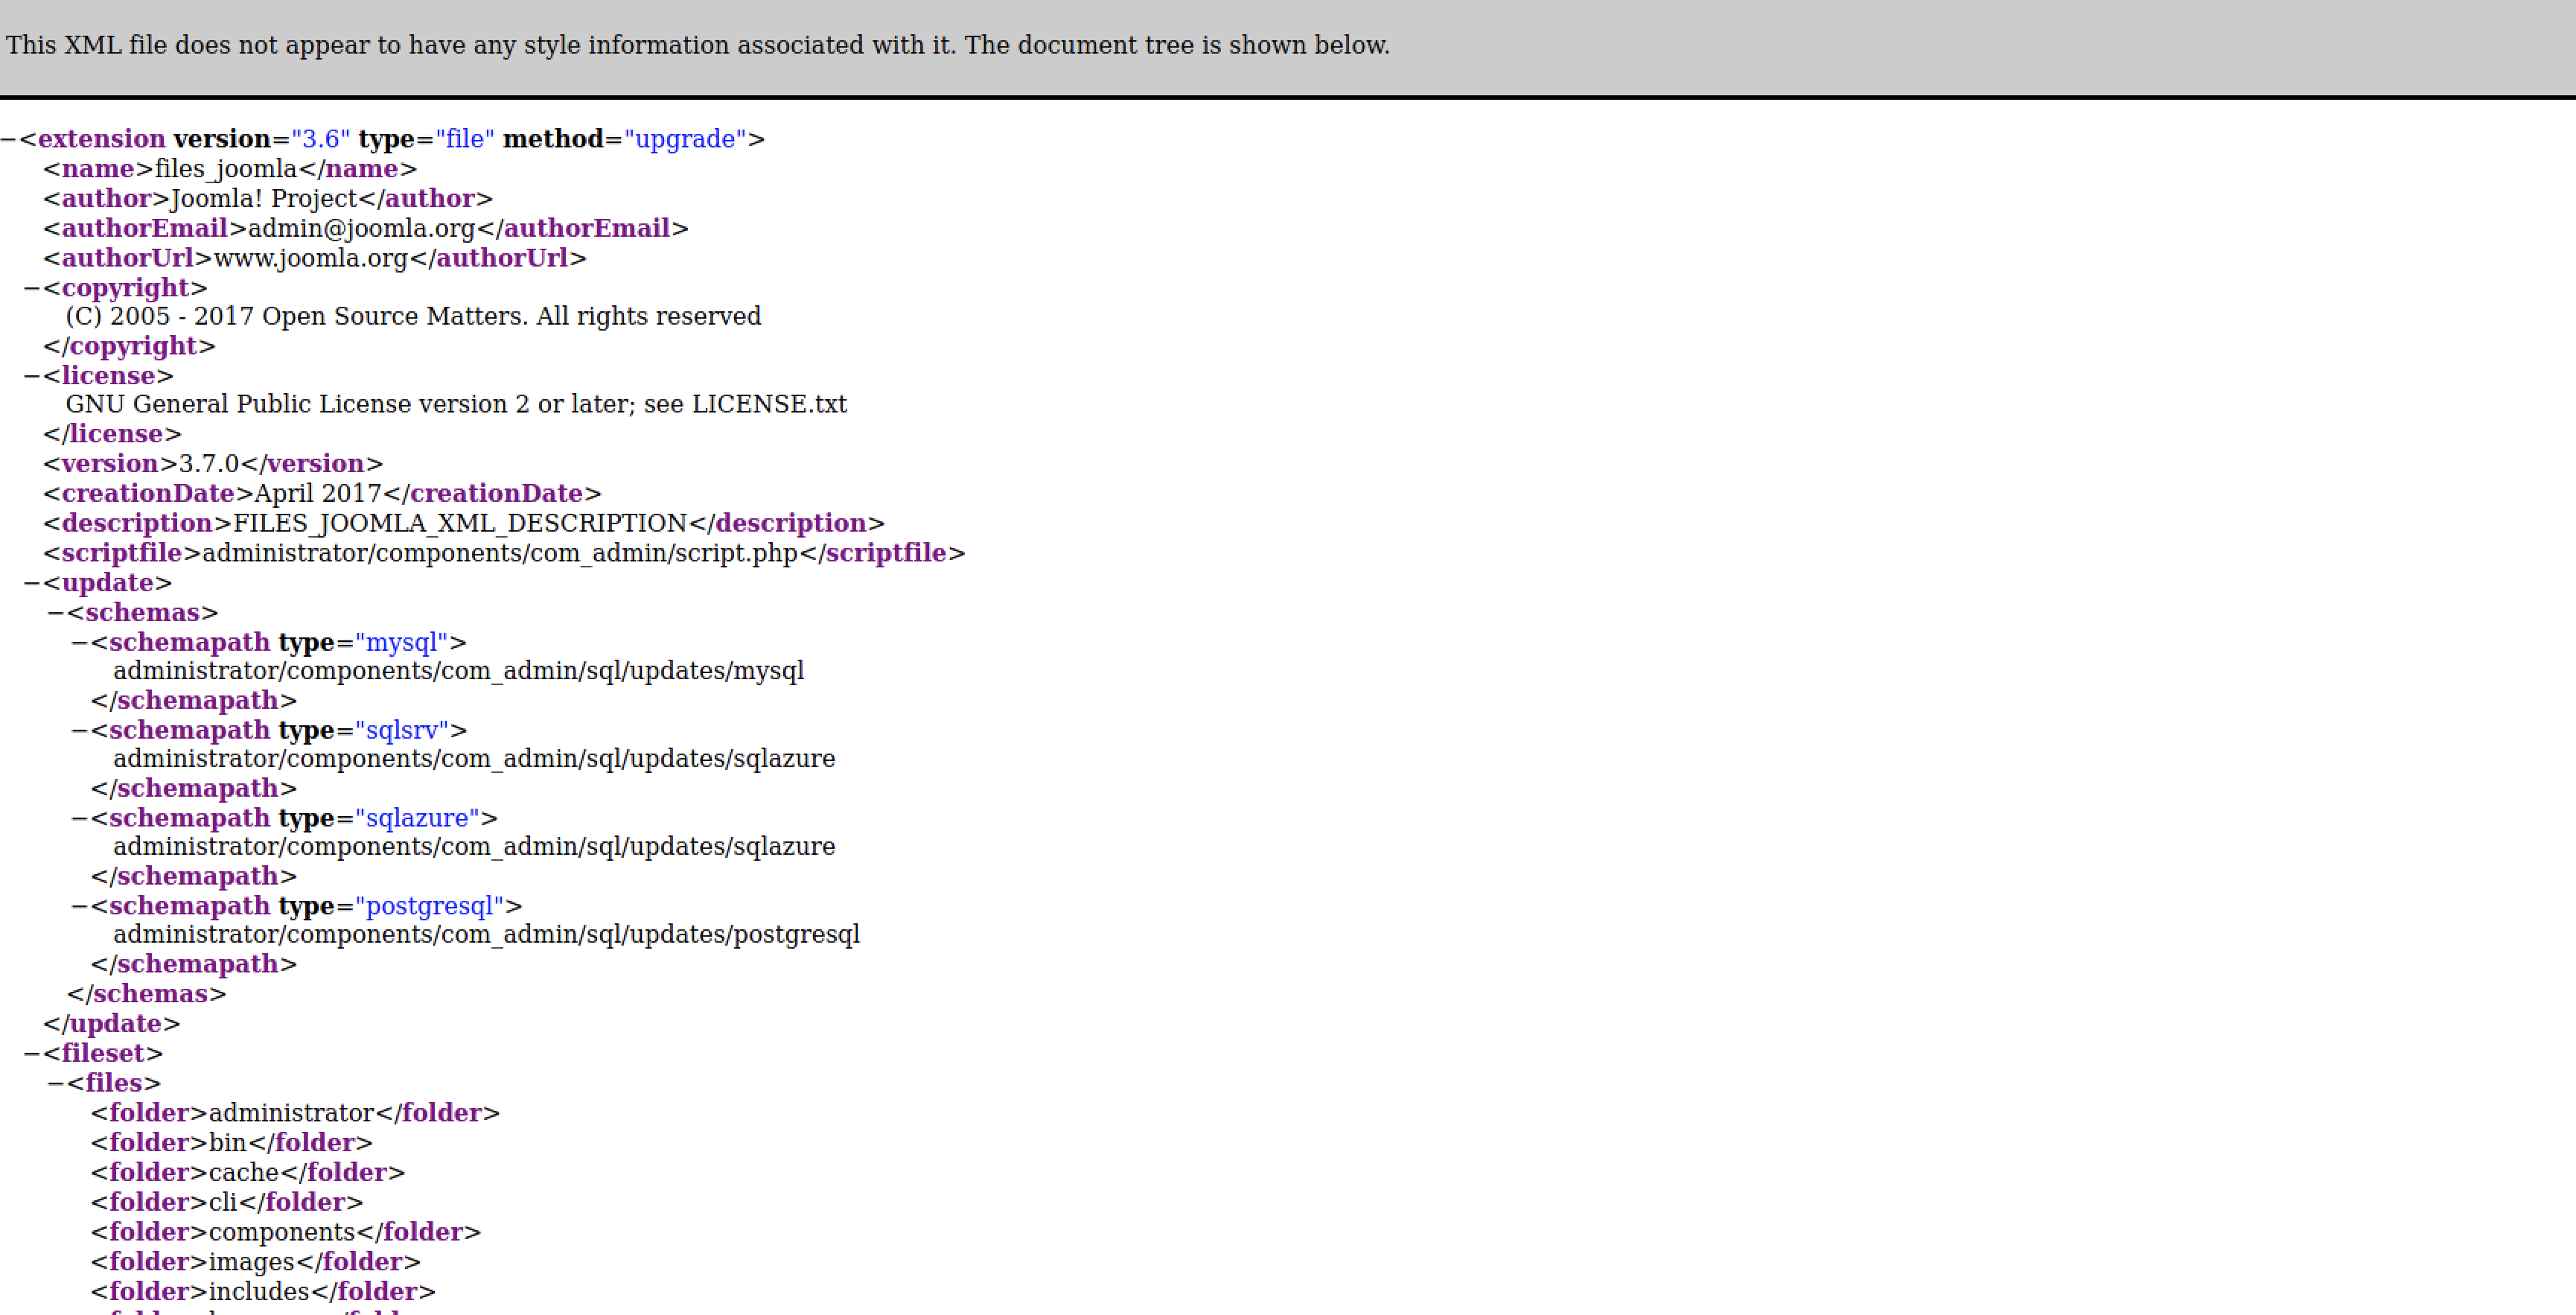 This XML file does not appear to have any style information associated with it. The document tree is shown below.
−<extension version="3.6" type="file" method="upgrade">
<name>files_joomla</name>
<author>Joomla! Project</author>
<authorEmail>admin@joomla.org</authorEmail>
<authorUrl>www.joomla.org</authorUrl>
−<copyright>
(C) 2005 - 2017 Open Source Matters. All rights reserved
</copyright>
−<license>
GNU General Public License version 2 or later; see LICENSE.txt
</license>
<version>3.7.0</version>
<creationDate>April 2017</creationDate>
<description>FILES_JOOMLA_XML_DESCRIPTION</description>
<scriptfile>administrator/components/com_admin/script.php</scriptfile>
−<update>
−<schemas>
−<schemapath type="mysql">
administrator/components/com_admin/sql/updates/mysql
</schemapath>
−<schemapath type="sqlsrv">
administrator/components/com_admin/sql/updates/sqlazure
</schemapath>
−<schemapath type="sqlazure">
administrator/components/com_admin/sql/updates/sqlazure
</schemapath>
−<schemapath type="postgresql">
administrator/components/com_admin/sql/updates/postgresql
</schemapath>
</schemas>
</update>
−<fileset>
−<files>
<folder>administrator</folder>
<folder>bin</folder>
<folder>cache</folder>
<folder>cli</folder>
<folder>components</folder>
<folder>images</folder>
<folder>includes</folder>